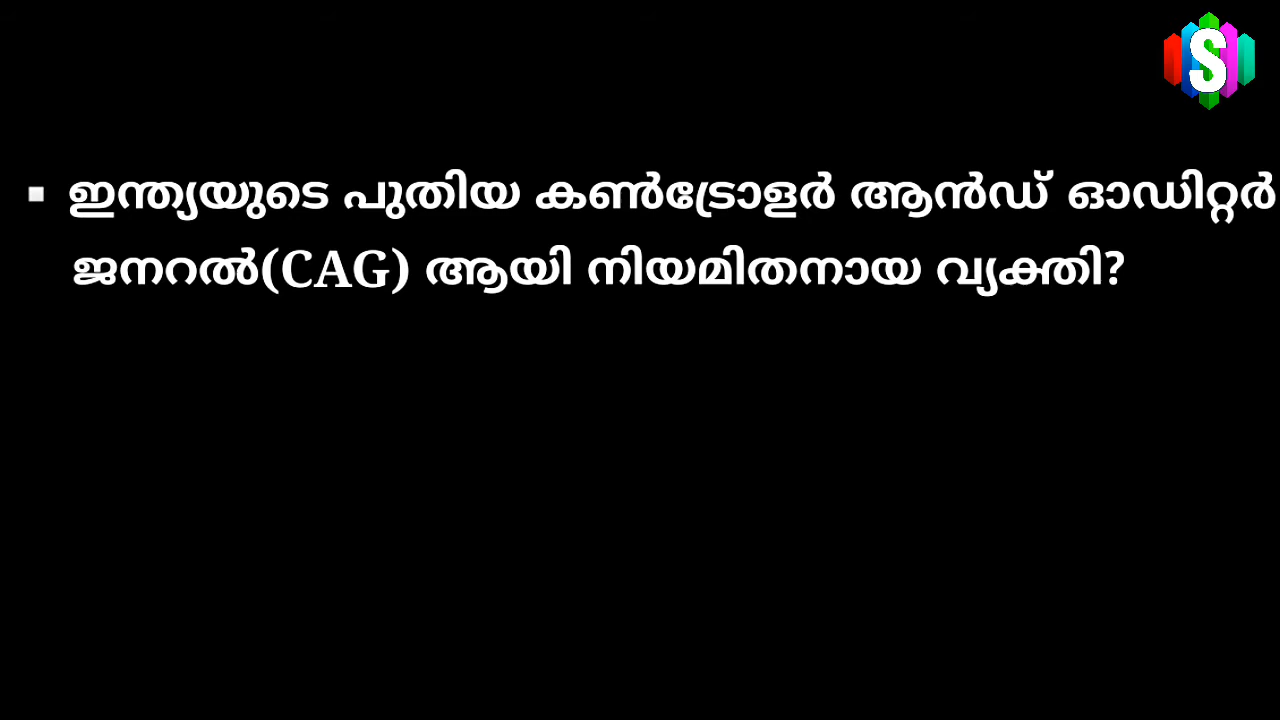 ▪ ഇന്ത്യയുടെ പുതിയ കൺട്രോളർ ആൻഡ് ഓഡിറ്റർ
ജനറൽ(CAG) ആയി നിയമിതനായ വ്യക്തി?
S